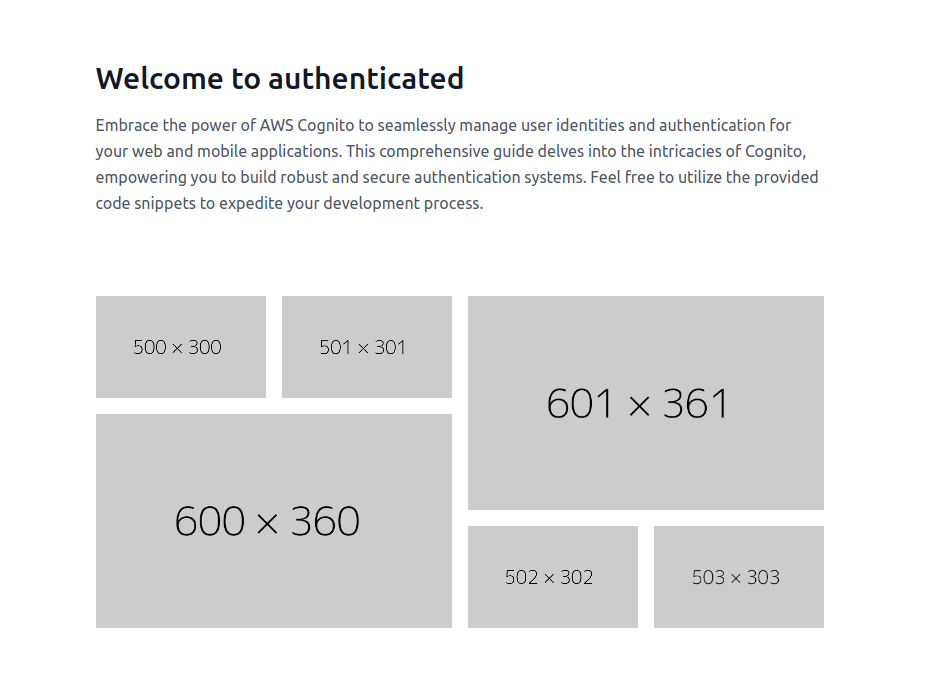 Welcome to authenticated
Embrace the power of AWS Cognito to seamlessly manage user identities and authentication for
your web and mobile applications. This comprehensive guide delves into the intricacies of Cognito,
empowering you to build robust and secure authentication systems. Feel free to utilize the provided
code snippets to expedite your development process.
500 × 300
501 × 301
601 × 361
600 × 360
502 × 302
503 × 303